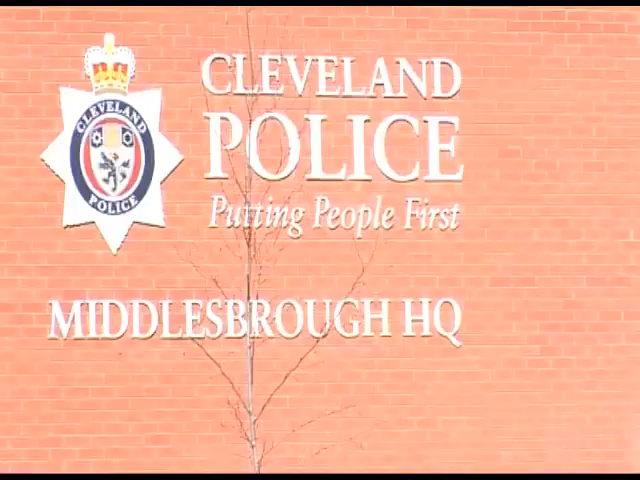 CLEVELAND
POLICE
CLEVELAND
POLICE
Putting People First
MIDDLESBROUGH HQ